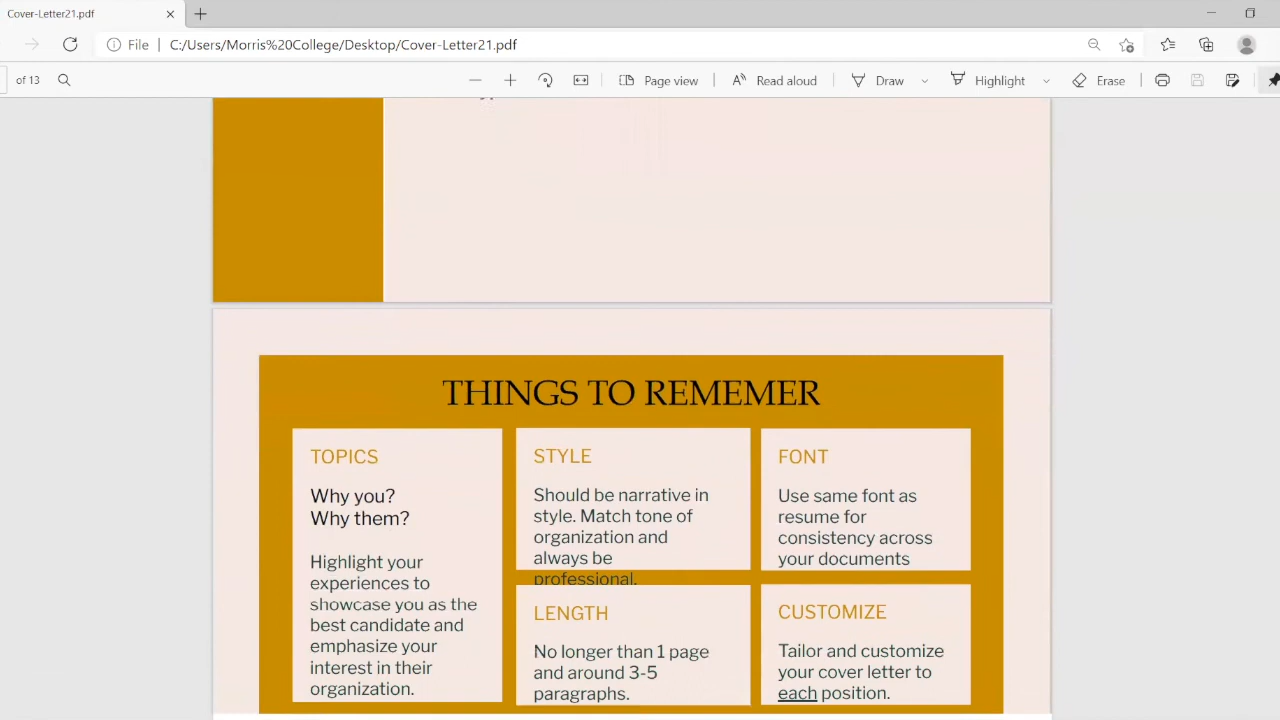 Cover-Letter21.pdf
File
C:/Users/Morris%20College/Desktop/Cover-Letter21.pdf
of 13
Page view
Read aloud
Draw
Highlight
Erase
THINGS TO REMEMER
TOPICS
Why you?
Why them?
Highlight your
experiences to
showcase you as the
best candidate and
emphasize your
interest in their
organization.
STYLE
Should be narrative in
style. Match tone of
organization and
always be
professional.
LENGTH
No longer than 1 page
and around 3-5
paragraphs.
FONT
Use same font as
resume for
consistency across
your documents
CUSTOMIZE
Tailor and customize
your cover letter to
each position.